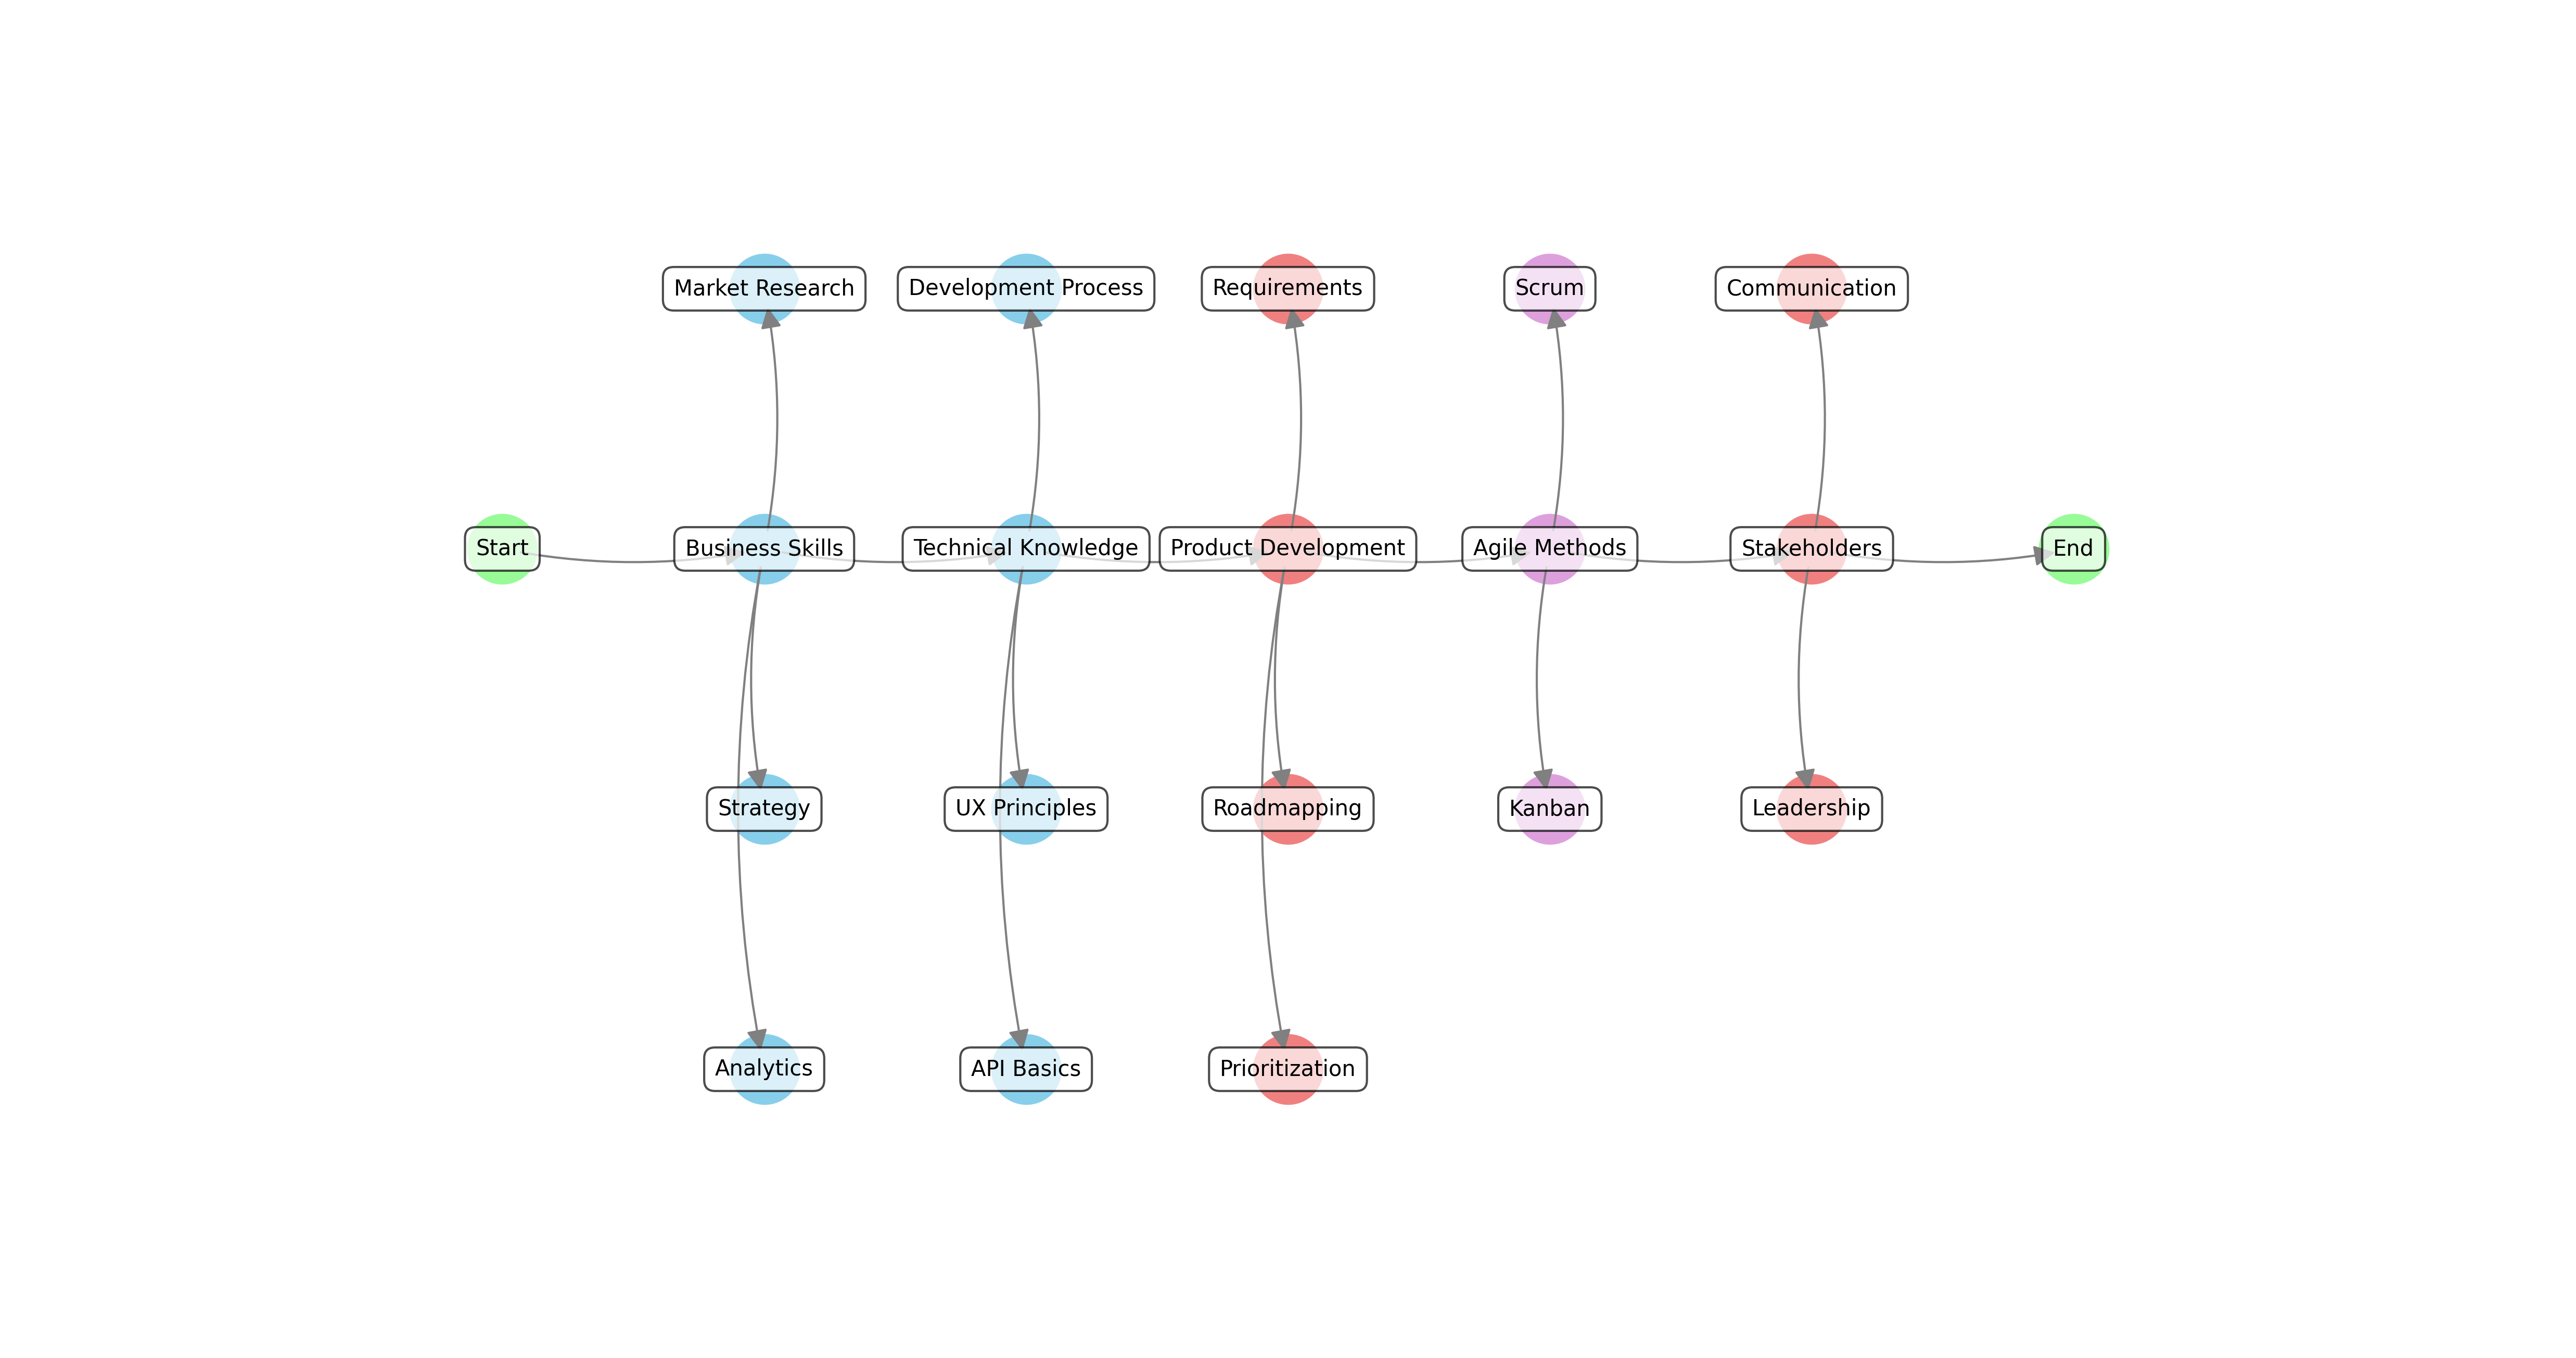 Market Research
Development Process
Requirements
Scrum
Communication
Start
Business Skills
Technical Knowledge
Product Development
Agile Methods
Stakeholders
End
Strategy
UX Principles
Roadmapping
Kanban
Leadership
Analytics
API Basics
Prioritization